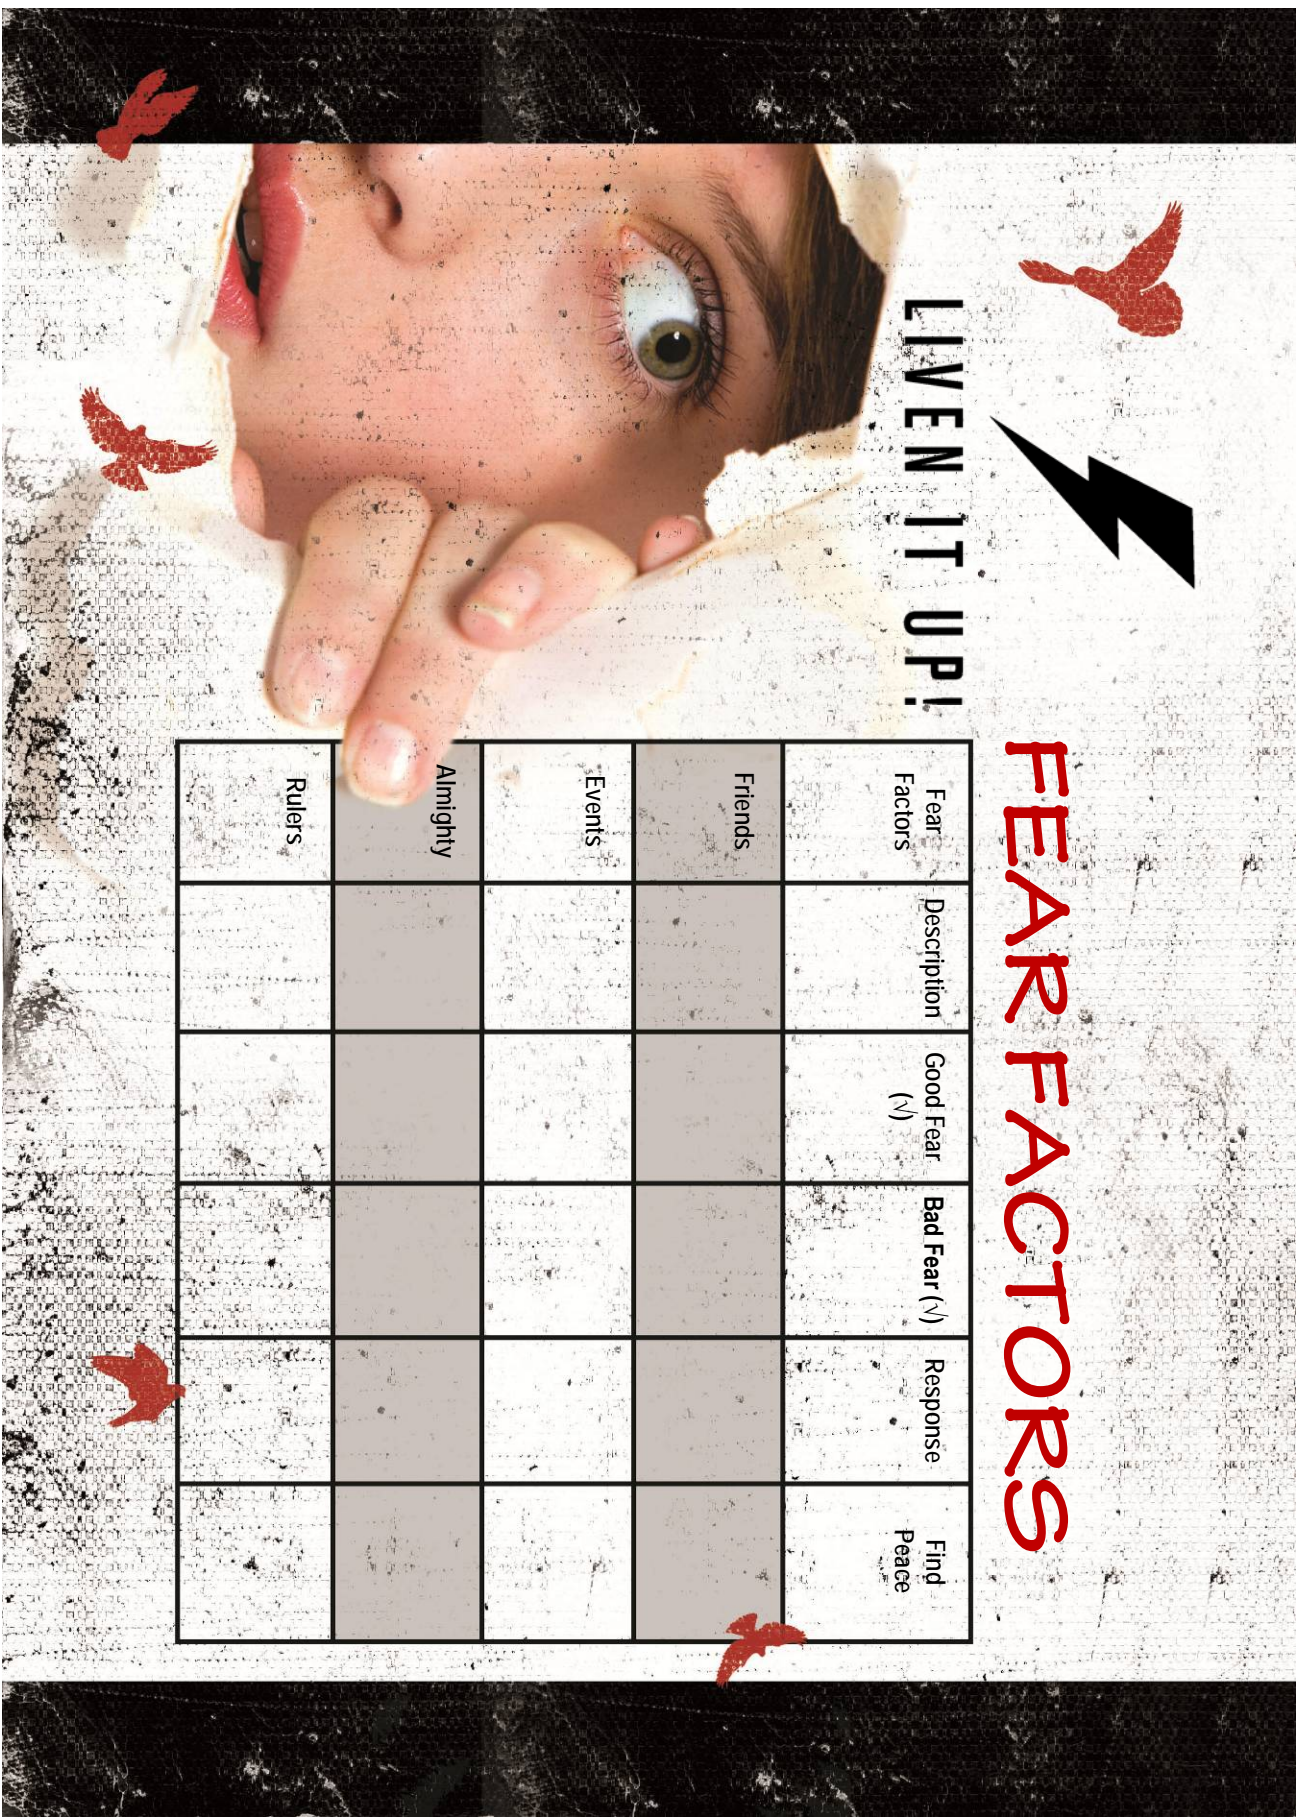 FEAR FACTORS
LIVEN IT UP!
Fear
Factors
Description
Good Fear
(√)
Bad Fear (√)
Response
Find
Peace
Friends
Events
Almighty
Rulers